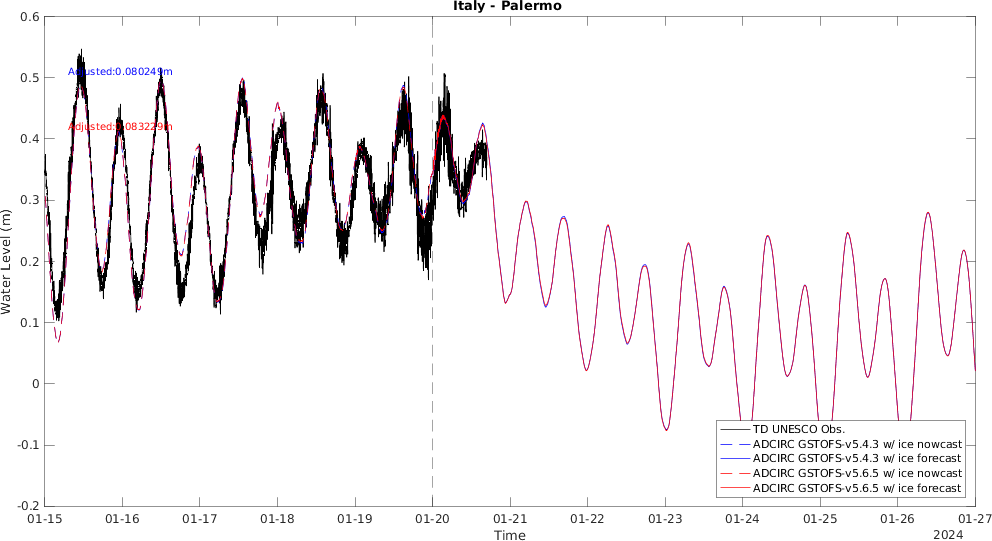 Italy - Palermo
0.6
0.5
0.4
0.3
0.2
0.1
0
-0.1
-0.2
Water Level (m)
Adjusted:0.080249m
Adjusted:0.083229m
TD UNESCO Obs.
ADCIRC GSTOFS-v5.4.3 w/ ice nowcast
ADCIRC GSTOFS-v5.4.3 w/ ice forecast
ADCIRC GSTOFS-v5.6.5 w/ ice nowcast
ADCIRC GSTOFS-v5.6.5 w/ ice forecast
01-15 01-16 01-17 01-18 01-19 01-20 01-21 01-22 01-23 01-24 01-25 01-26 01-27
Time
2024